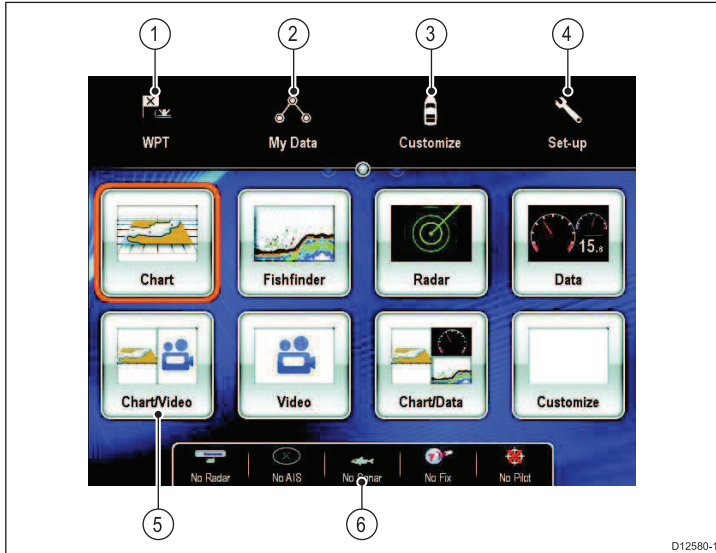 1 2 3 4
WPT My Data Customize Set-up
15.8
Chart Fishfinder Radar Data
Chart/Video Video Chart/Data Customize
No Radar No AIS No Sonar No Fix No Pilot
5 6
D12580-1